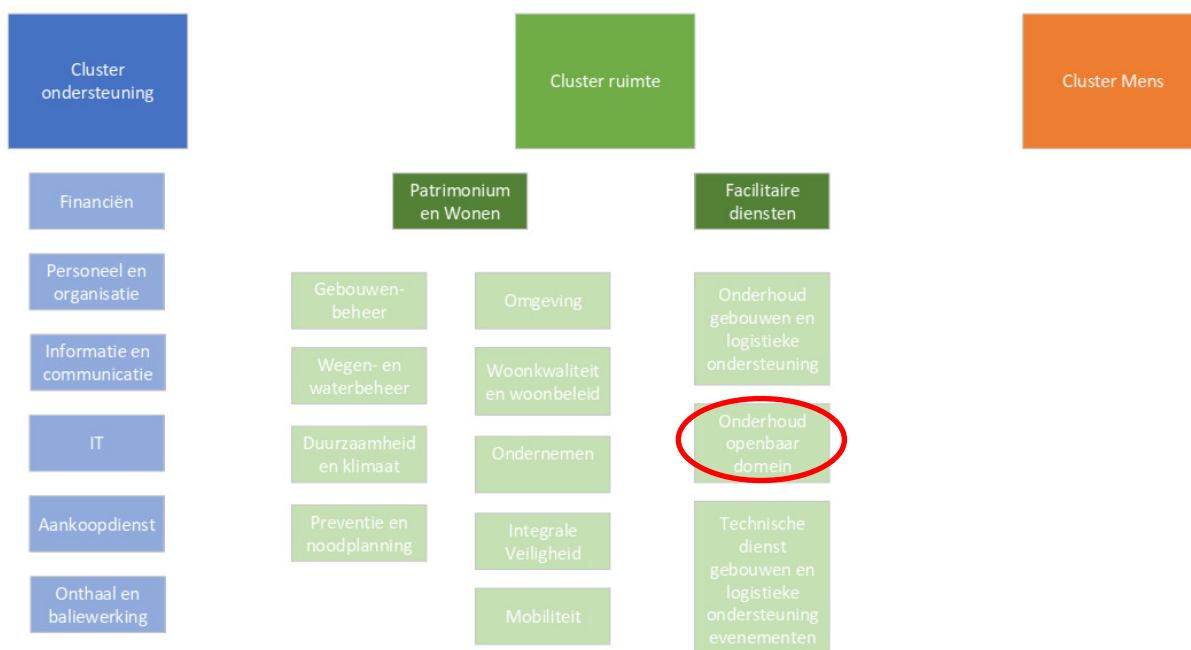 Cluster
ondersteuning
Cluster ruimte
Cluster Mens
Financiën
Personeel en
organisatie
Informatie en
communicatie
IT
Aankoopdienst
Onthaal en
baliewerking
Patrimonium
en Wonen
Gebouwen-
beheer
Wegen- en
waterbeheer
Duurzaamheid
en klimaat
Preventie en
noodplanning
Omgeving
Woonkwaliteit
en woonbeleid
Ondernemen
Integrale
Veiligheid
Mobiliteit
Facilitaire
diensten
Onderhoud
gebouwen en
logistieke
ondersteuning
Onderhoud
openbaar
domein
Technische
dienst
gebouwen en
logistieke
ondersteuning
evenementen